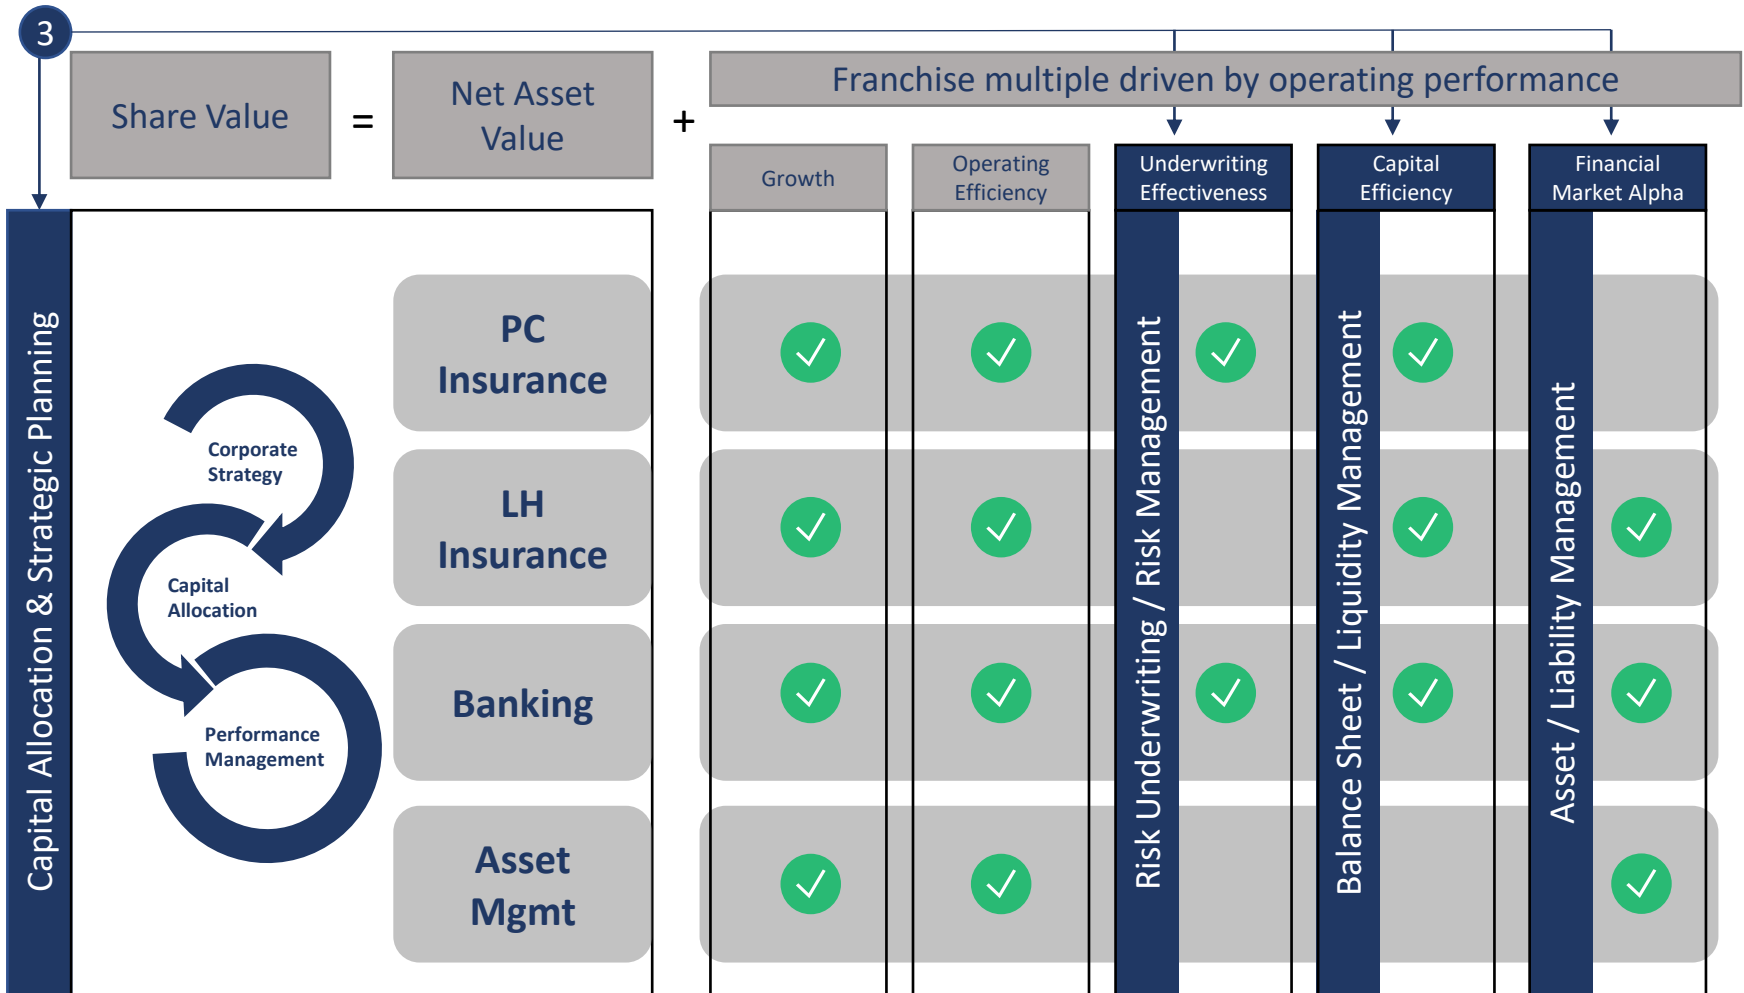 3
Share Value
=
Net Asset
Value
+
Franchise multiple driven by operating performance
Growth
Operating
Efficiency
Underwriting
Effectiveness
Capital
Efficiency
Financial
Market Alpha
Capital Allocation & Strategic Planning
Corporate
Strategy
Capital
Allocation
Performance
Management
PC
Insurance
LH
Insurance
Banking
Asset
Mgmt
Risk Underwriting / Risk Management
Balance Sheet / Liquidity Management
Asset / Liability Management